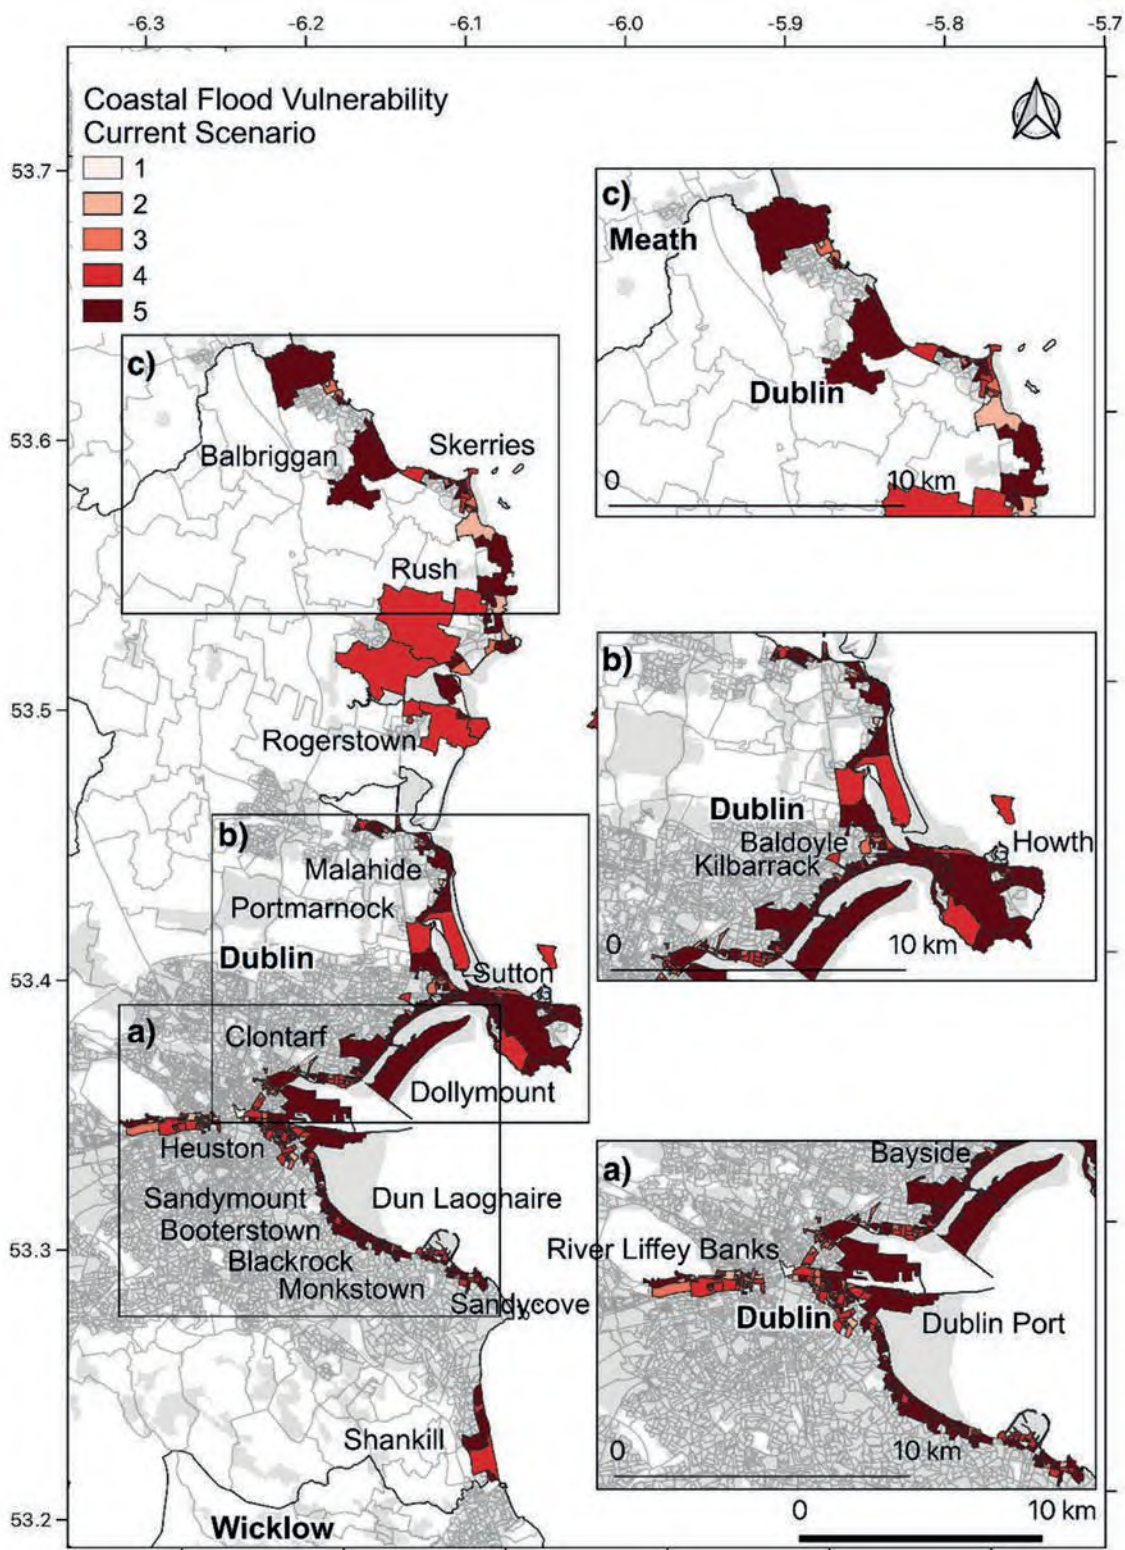 -6.3 -6.2 -6.1 -6.0 -5.9 -5.8 -5.7
Coastal Flood Vulnerability
Current Scenario
1
2
3
4
5
53.7
53.6
53.5
53.4
53.3
53.2
c)
Balbriggan
Skerries
Rush
Rogerstown
b)
Malahide
Portmarnock
Dublin
Sutton
a)
Clontarf
Dollymount
Heuston
Sandymount
Dun Laoghaire
Booterstown
Blackrock
Monkstown
Sandycove
Shankill
Wicklow
c)
Meath
Dublin
0 10 km
b)
Dublin
Baldoyle
Howth
Kilbarrack
0 10 km
a)
Bayside
River Liffey Banks
Dublin
Dublin Port
0 10 km
0 10 km